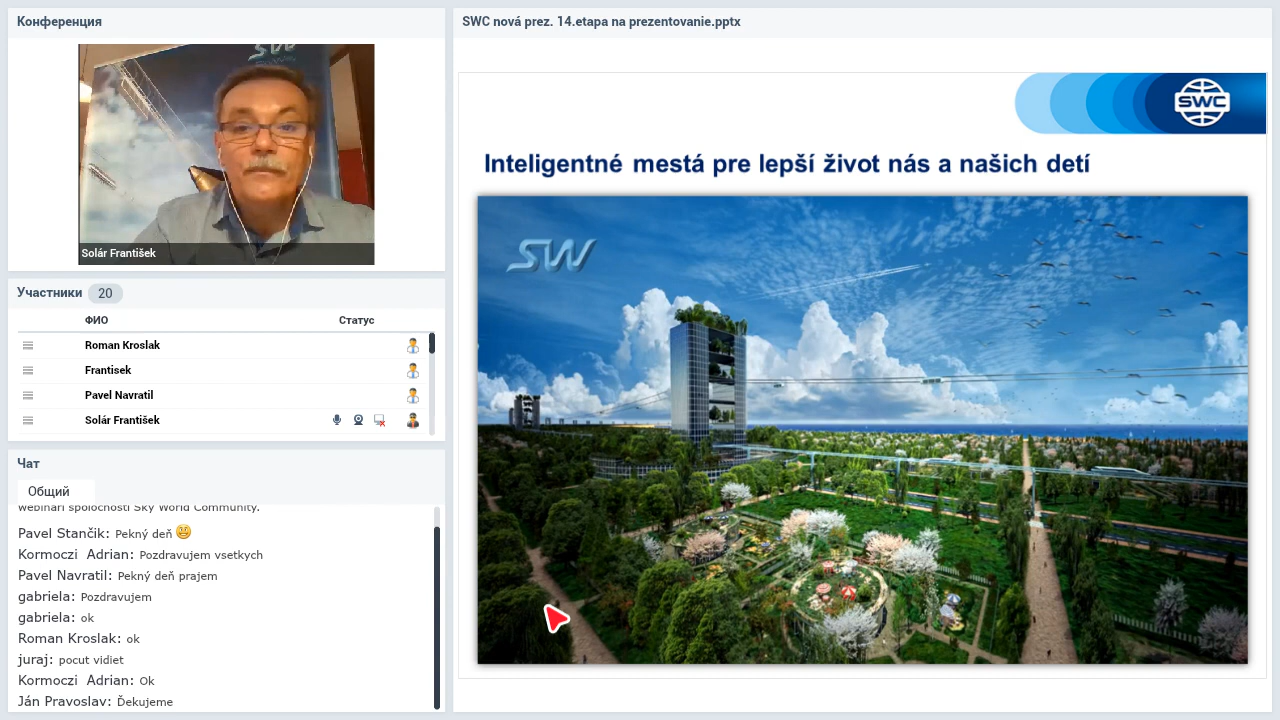 Конференция
SW
Solár František
Участники 20
ФИО Статус
Roman Kroslak
Frantisek
Pavel Navratil
Solár František
Чат
Общий
webinári spoločnosti Sky World Community.
Pavel Stančik: Pekný deň
Kormoczi Adrian: Pozdravujem vsetkych
Pavel Navratil: Pekný deň prajem
gabriela: Pozdravujem
gabriela: ok
Roman Kroslak: ok
juraj: pocut vidiet
Kormoczi Adrian: Ok
Ján Pravoslav: Ďekujeme
SWC nová prez. 14.etapa na prezentovanie.pptx
SWC
Inteligentné mestá pre lepší život nás a našich detí
SW